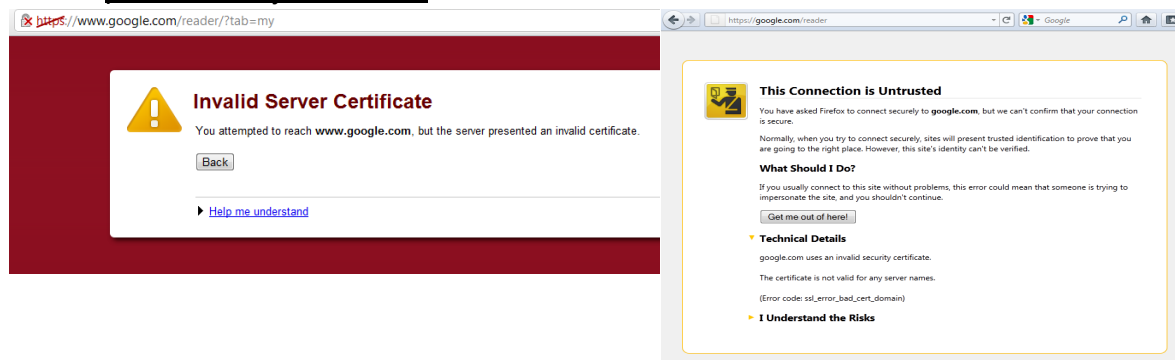 https://www.google.com/reader/?tab=my
Invalid Server Certificate
You attempted to reach www.google.com, but the server presented an invalid certificate.
Back
Help me understand
https://google.com/reader
Google
This Connection is Untrusted
You have asked Firefox to connect securely to google.com, but we can't confirm that your connection
is secure.
Normally, when you try to connect securely, sites will present trusted identification to prove that you
are going to the right place. However, this site's identity can't be verified.
What Should I Do?
If you usually connect to this site without problems, this error could mean that someone is trying to
impersonate the site, and you shouldn't continue.
Get me out of here!
Technical Details
google.com uses an invalid security certificate.
The certificate is not valid for any server names.
(Error code: ssl_error_bad_cert_domain)
I Understand the Risks